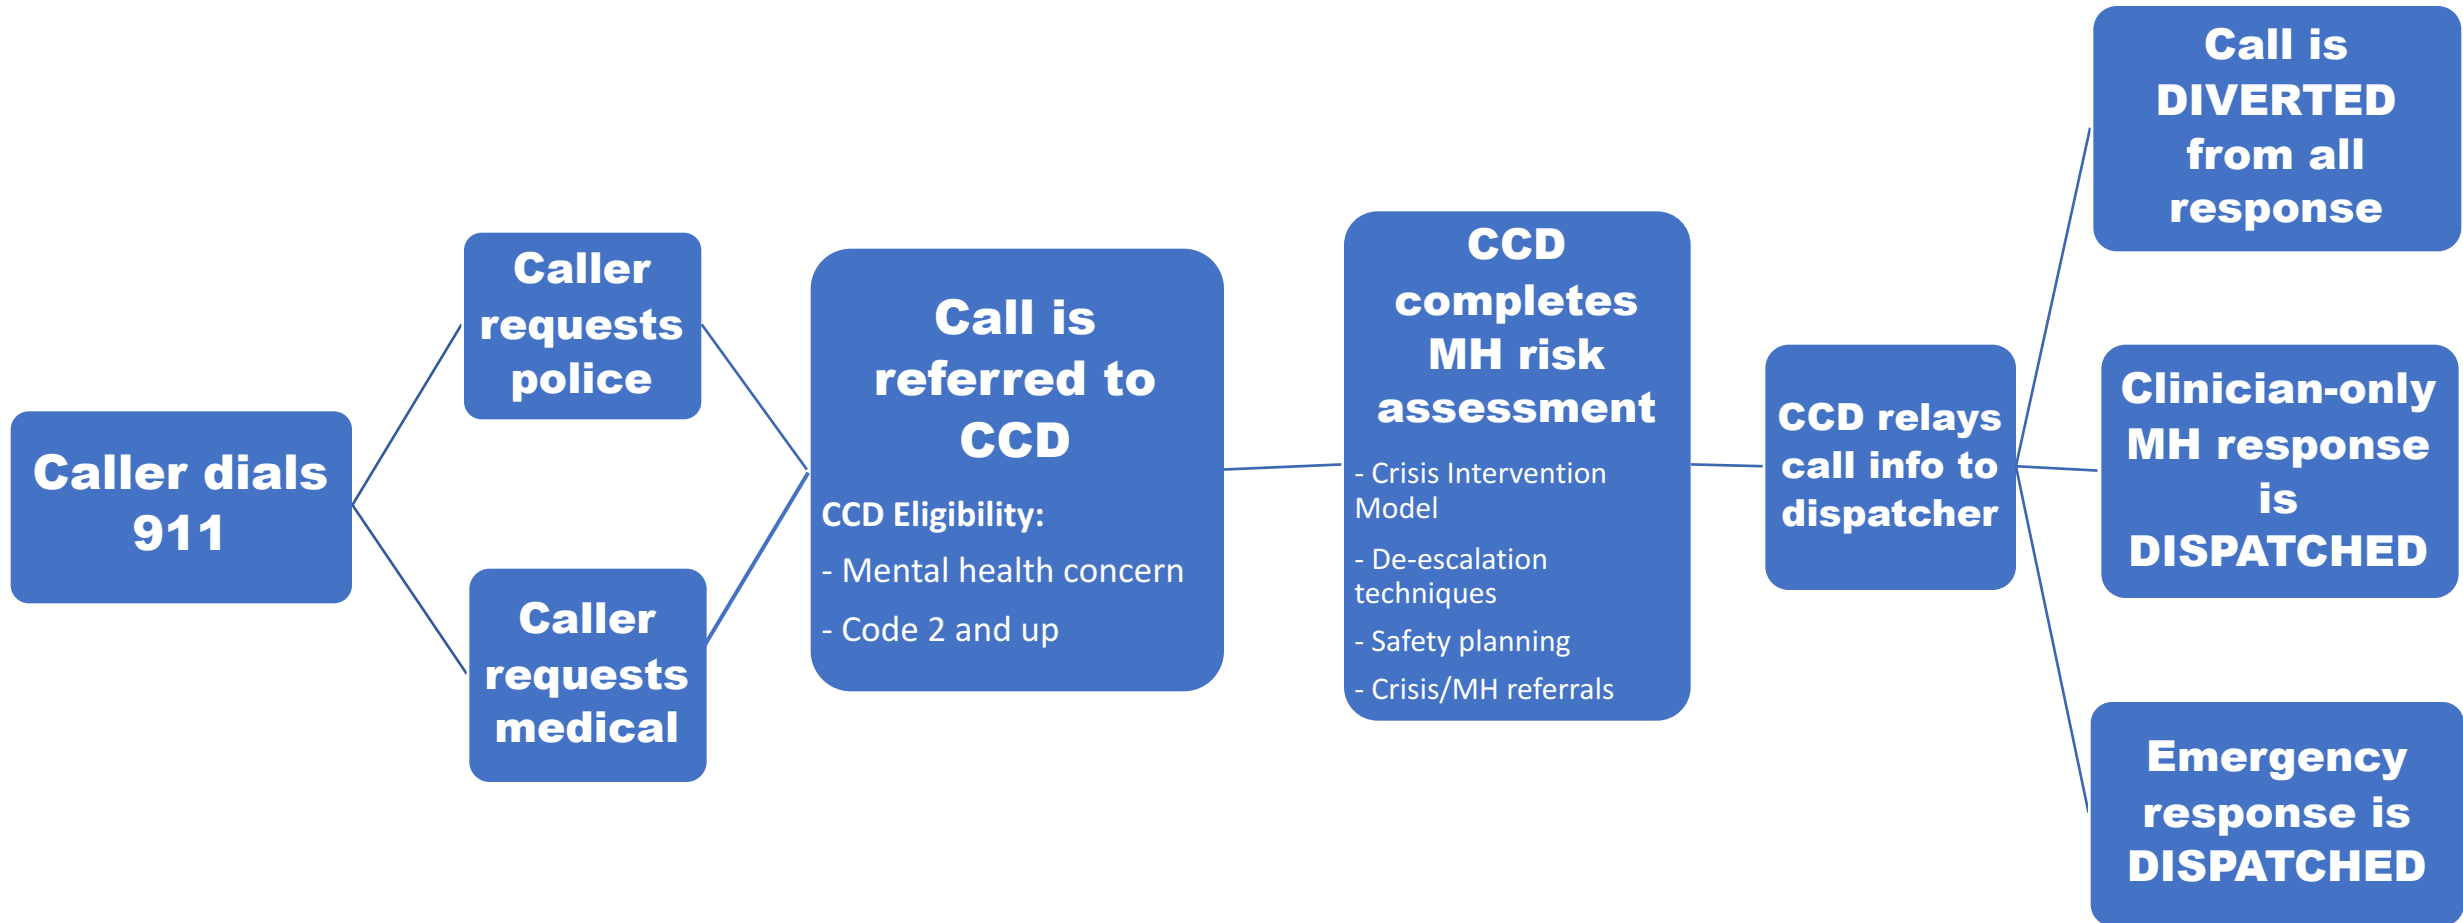 Caller dials
911
Caller
requests
police
Caller
requests
medical
Call is
referred to
CCD
CCD Eligibility:
- Mental health concern
- Code 2 and up
CCD
completes
MH risk
assessment
- Crisis Intervention
Model
- De-escalation
techniques
- Safety planning
- Crisis/MH referrals
CCD relays
call info to
dispatcher
Call is
DIVERTED
from all
response
Clinician-only
MH response
is
DISPATCHED
Emergency
response is
DISPATCHED